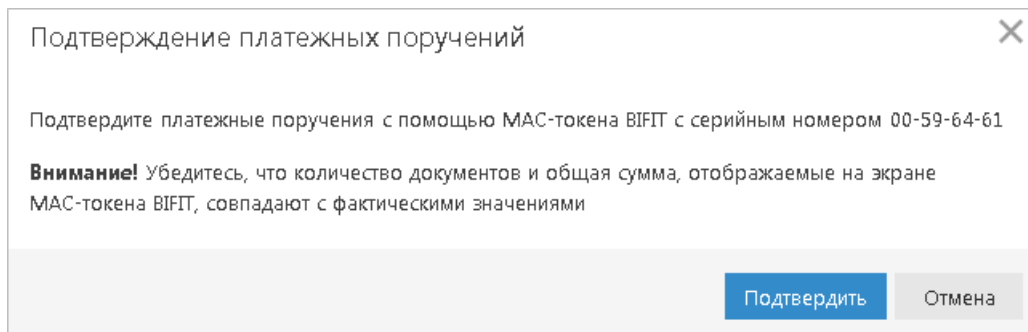 Подтверждение платежных поручений
Подтвердите платежные поручения с помощью MAC-токена BIFIT с серийным номером 00-59-64-61
Внимание! Убедитесь, что количество документов и общая сумма, отображаемые на экране
MAC-токена BIFIT, совпадают с фактическими значениями
Подтвердить Отмена